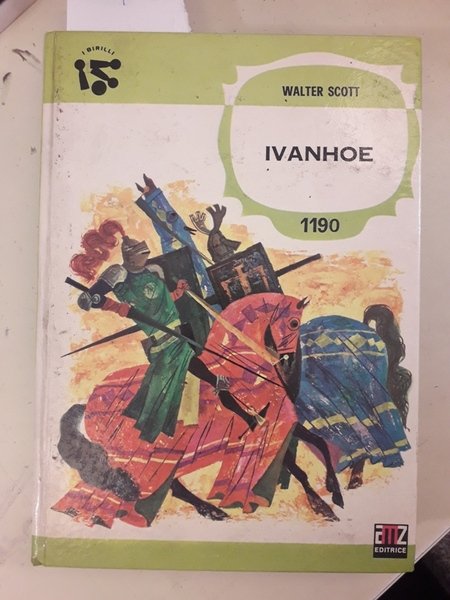 I BIRILLI
WALTER SCOTT
IVANHOE
1190
AMZ
EDITRICE